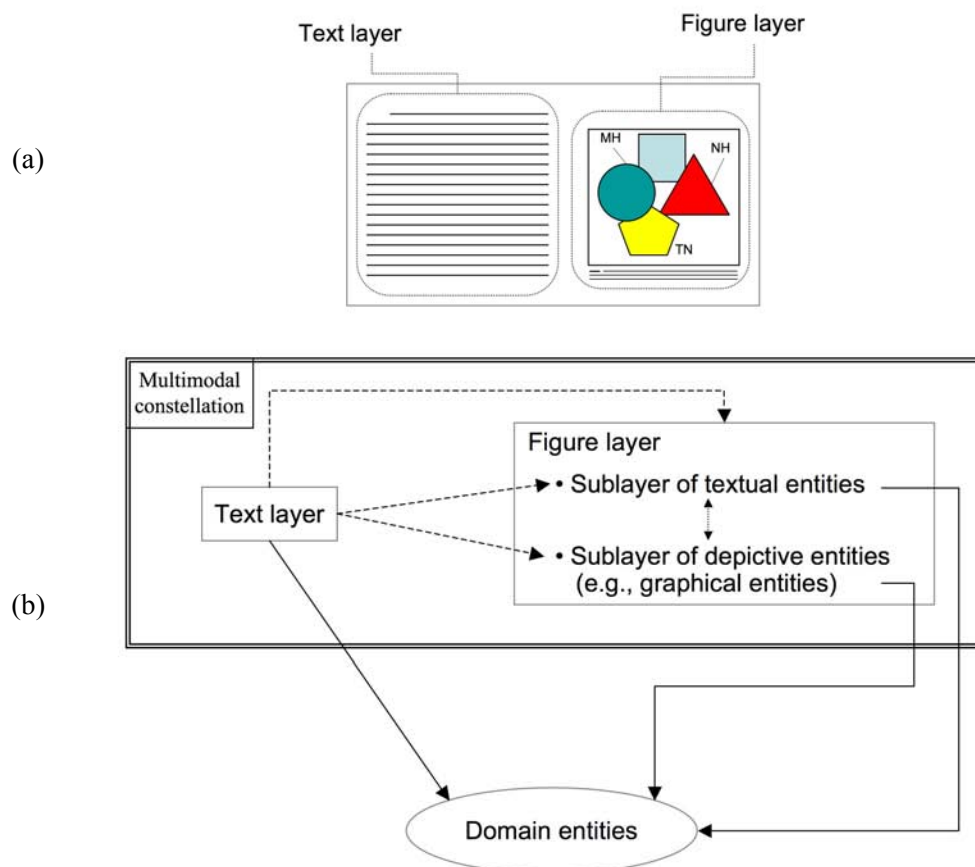 Text layer
Figure layer
(a)
MH
NH
TN
Multimodal
constellation
Figure layer
• Sublayer of textual entities
Text layer
• Sublayer of depictive entities
(e.g., graphical entities)
(b)
Domain entities